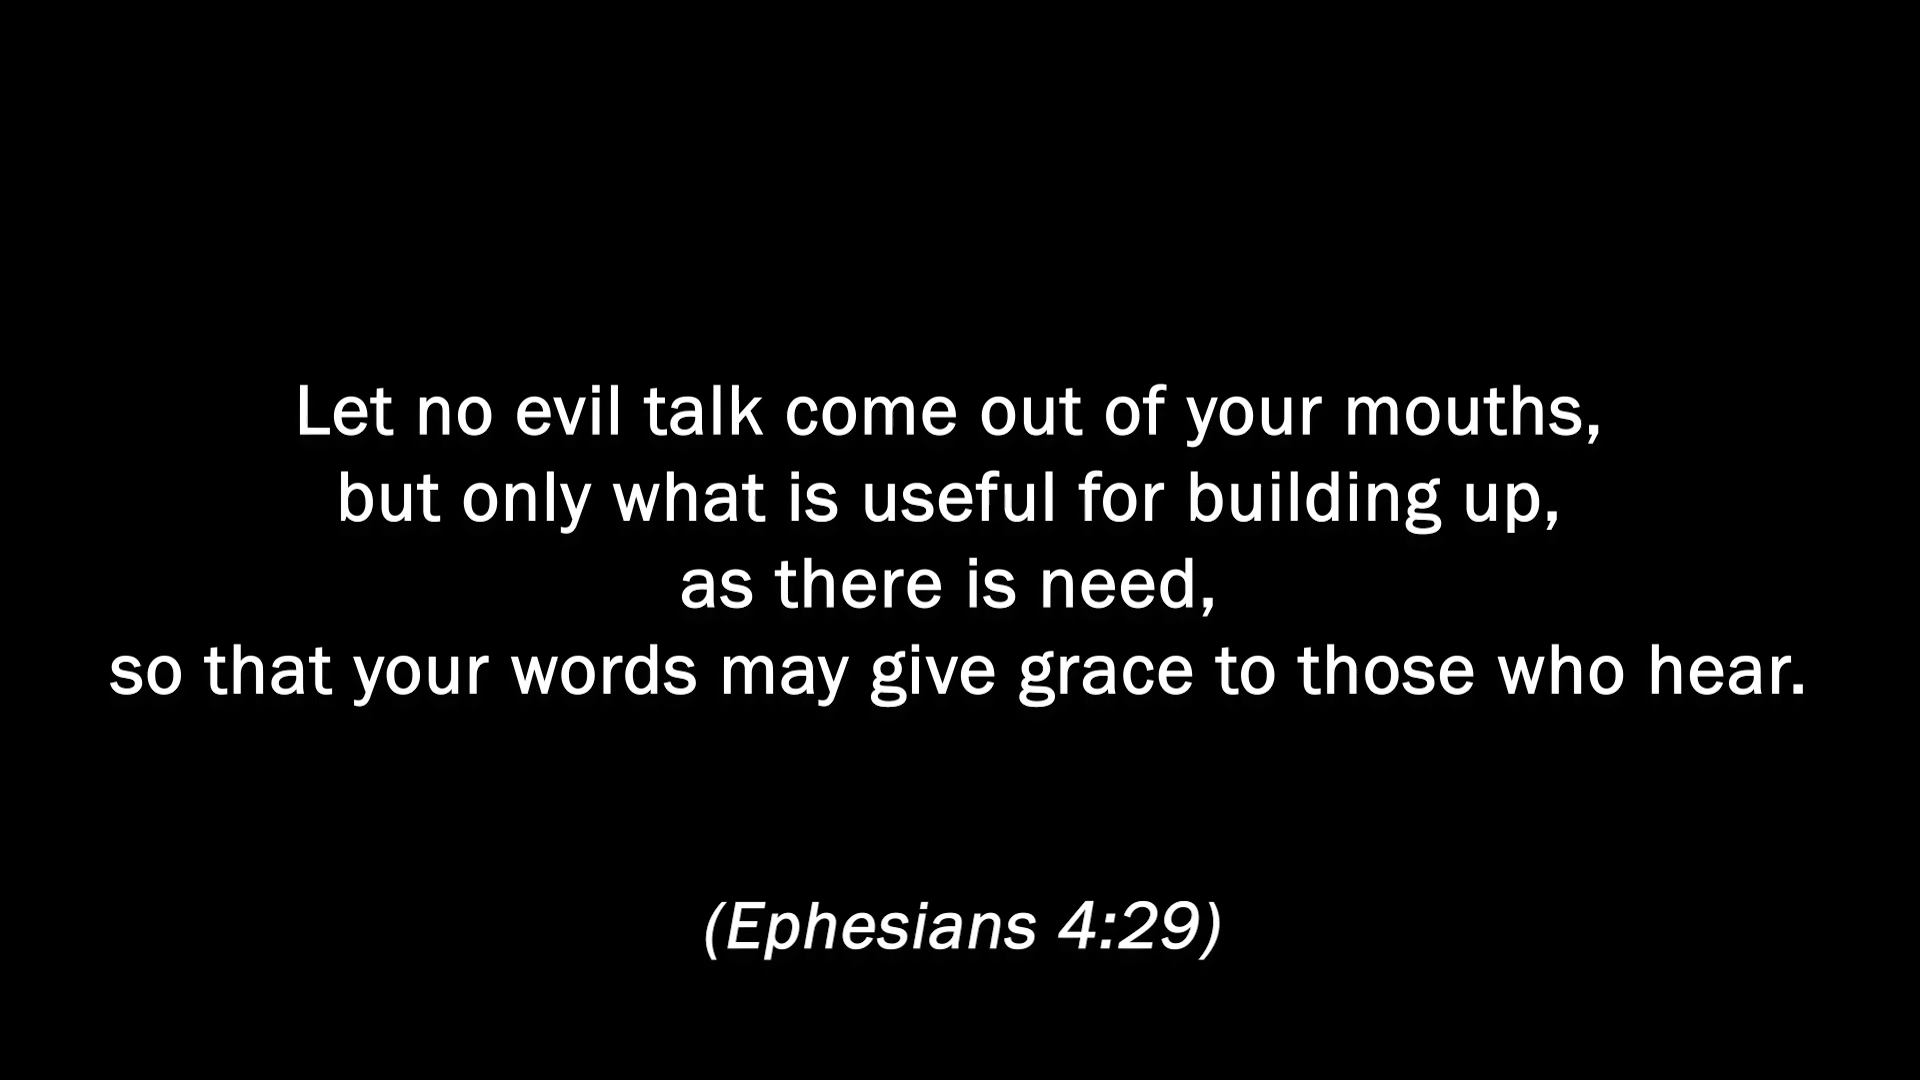 Let no evil talk come out of your mouths,
but only what is useful for building up,
as there is need,
so that your words may give grace to those who hear.
(Ephesians 4:29)